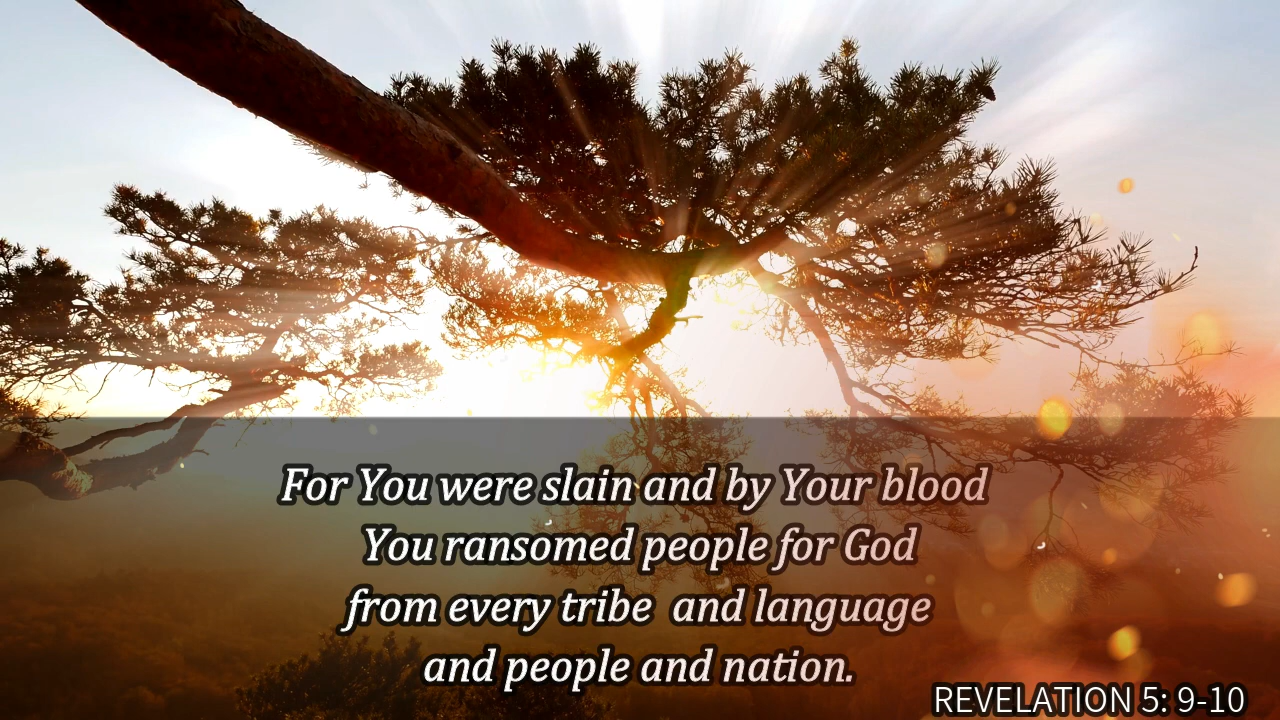 For You were slain and by Your blood
You ransomed people for God
from every tribe  and language
and people and nation.
REVELATION 5: 9-10